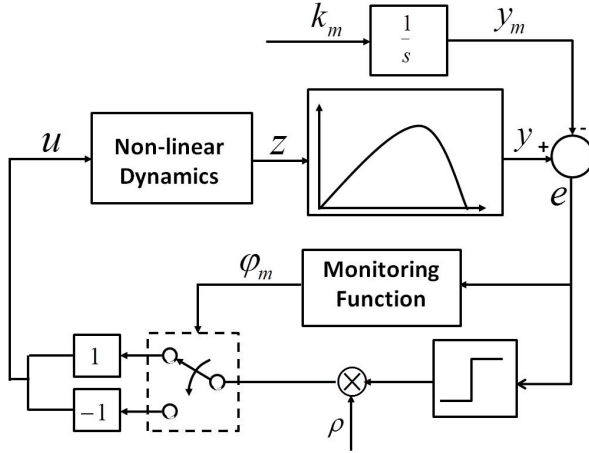 k_m
1/s
y_m
-
u
Non-linear
Dynamics
z
y
+
e
φ_m
Monitoring
Function
1
-1
ρ